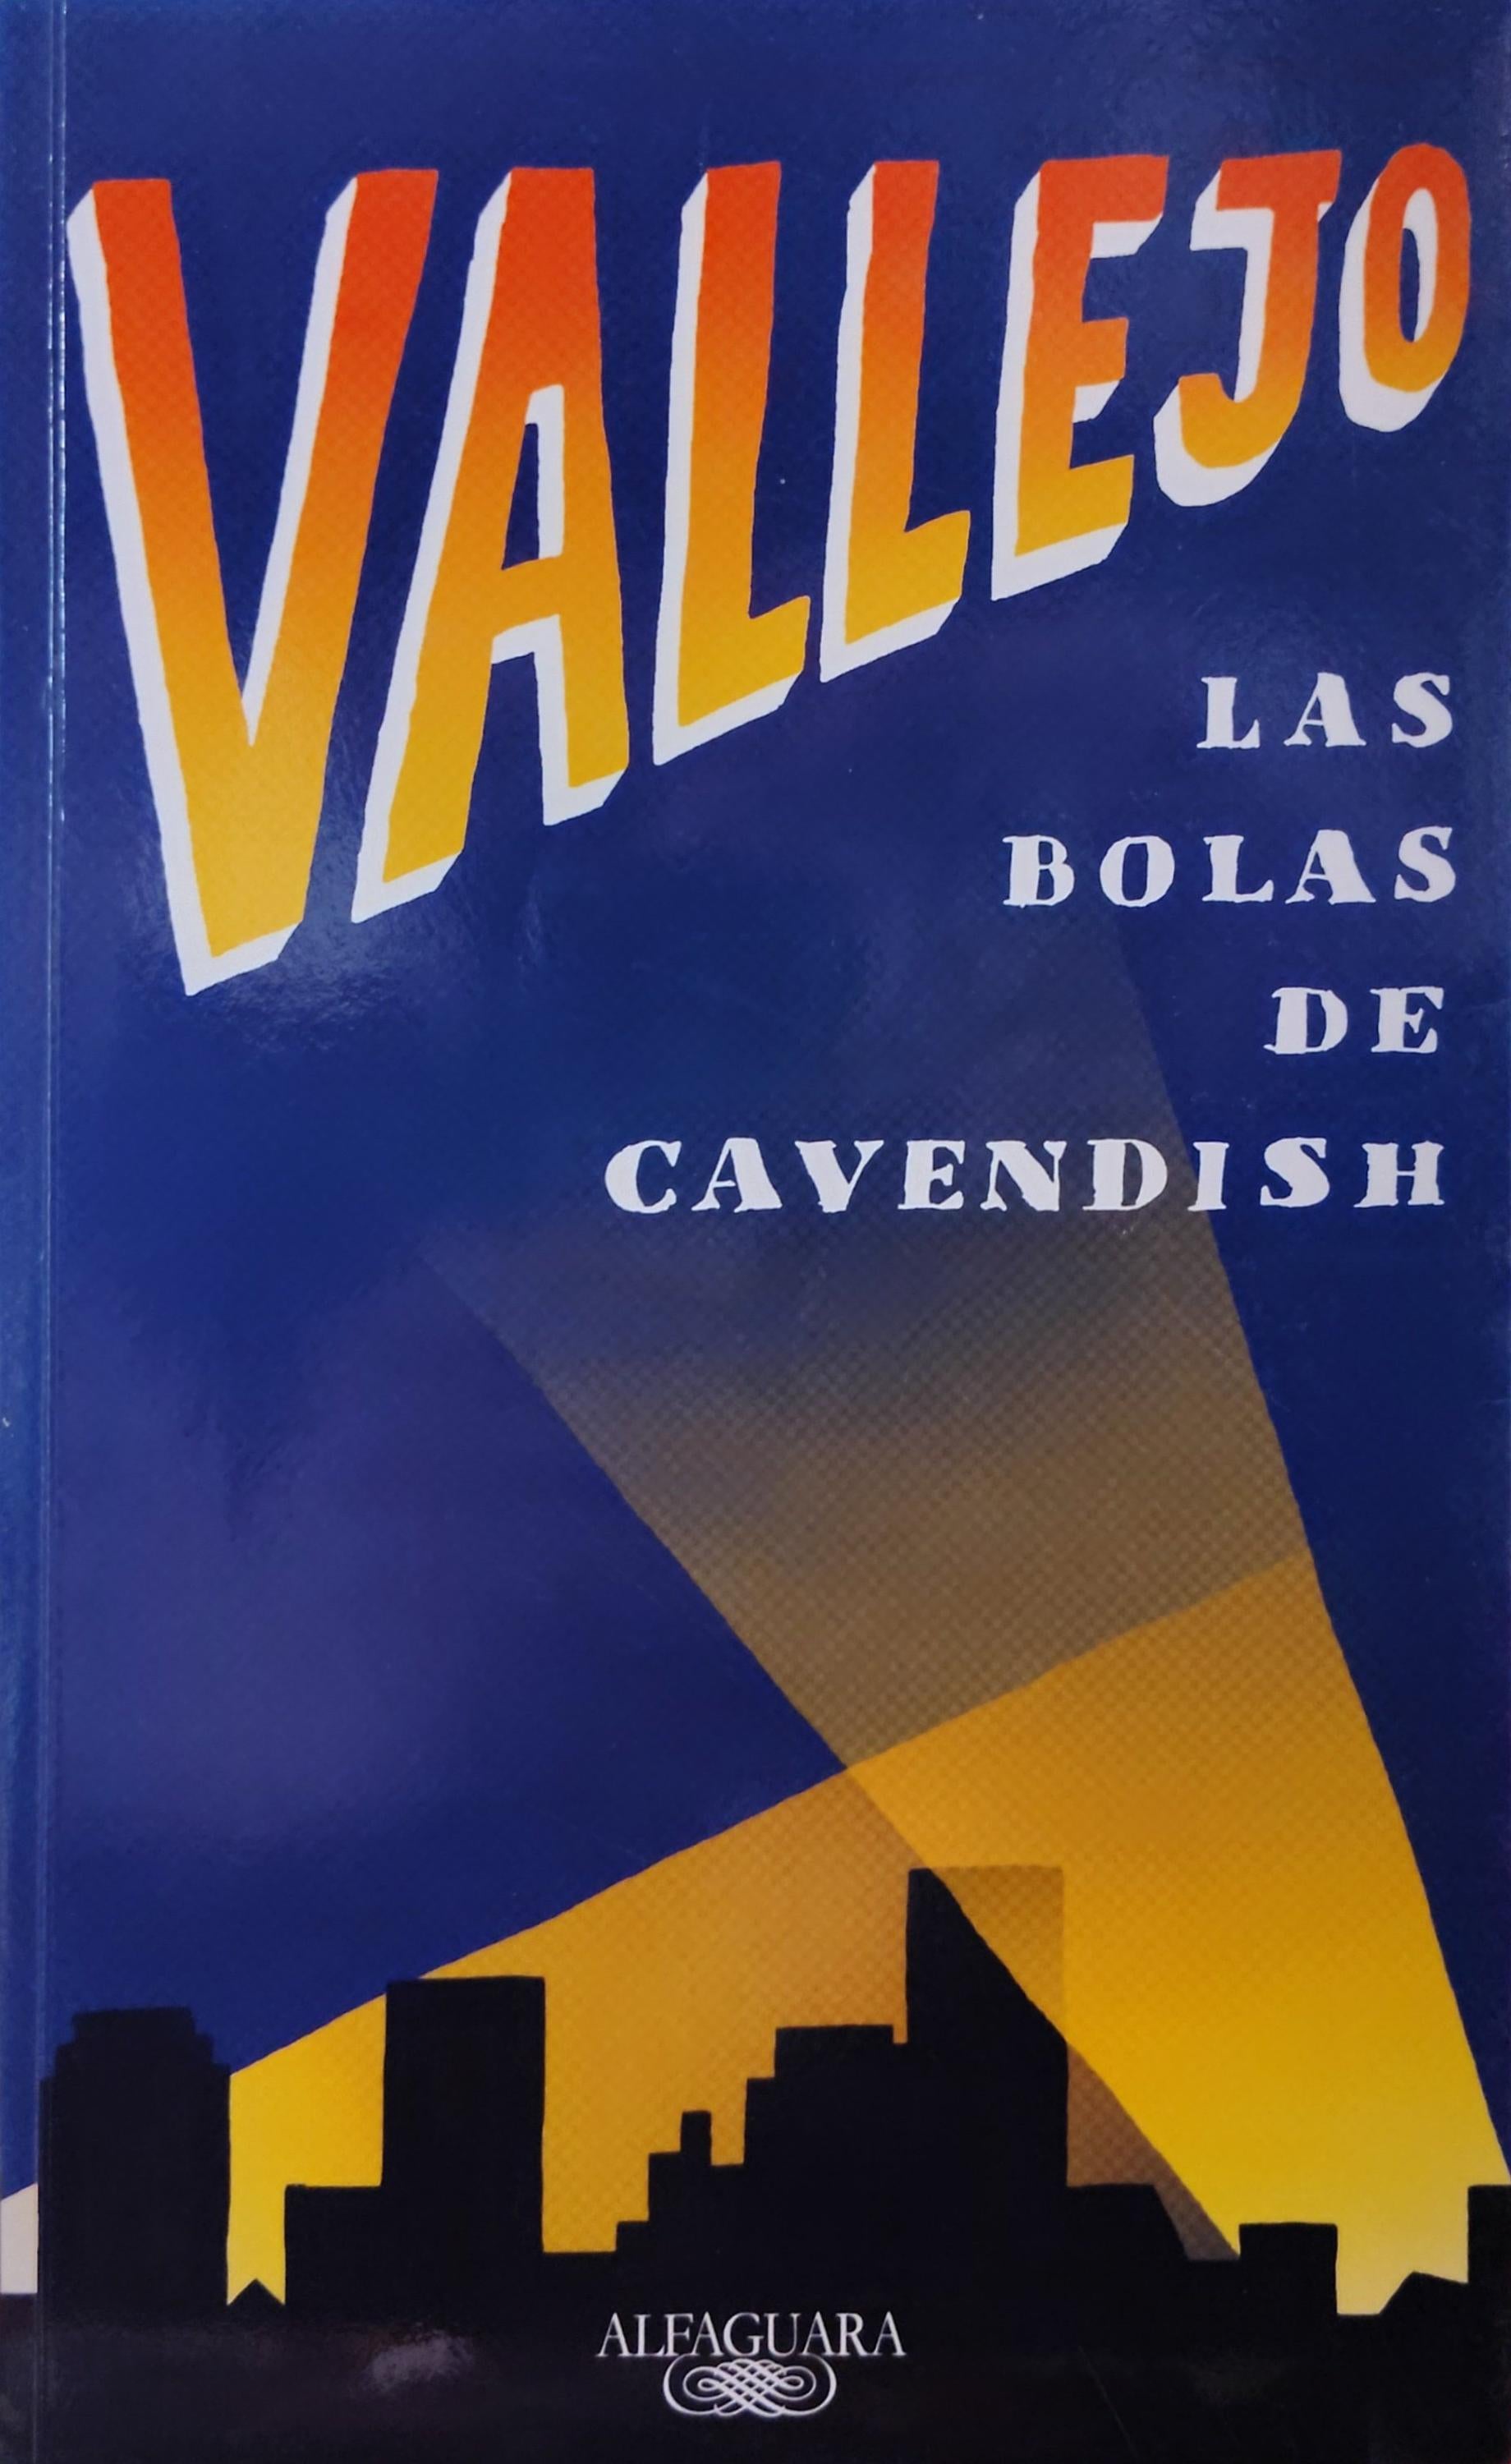 VALLEJO
LAS
BOLAS
DE
CAVENDISH
ALFAGUARA